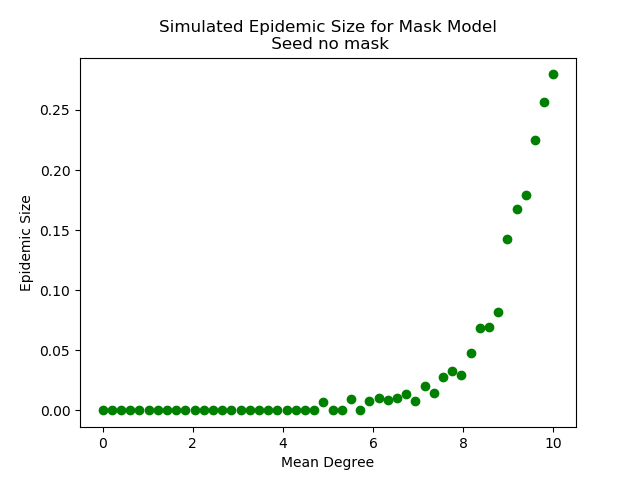 Simulated Epidemic Size for Mask Model
Seed no mask
0.25
0.20
0.15
0.10
0.05
0.00
Epidemic Size
0 2 4 6 8 10
Mean Degree